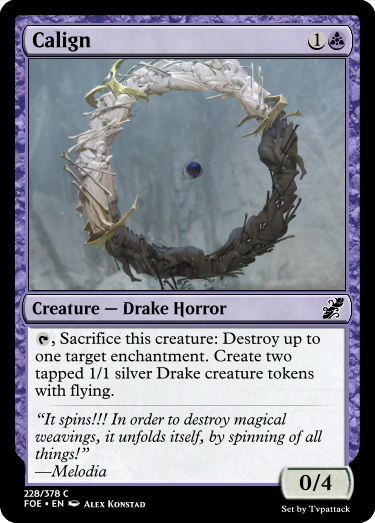 Calign
1
Creature — Drake Horror
, Sacrifice this creature: Destroy up to
one target enchantment. Create two
tapped 1/1 silver Drake creature tokens
with flying.
“It spins!!! In order to destroy magical
weavings, it unfolds itself, by spinning of all
things!”
—Melodia
0/4
228/378 C
FOE • EN ALEX KONSTAD
Set by Tvpattack